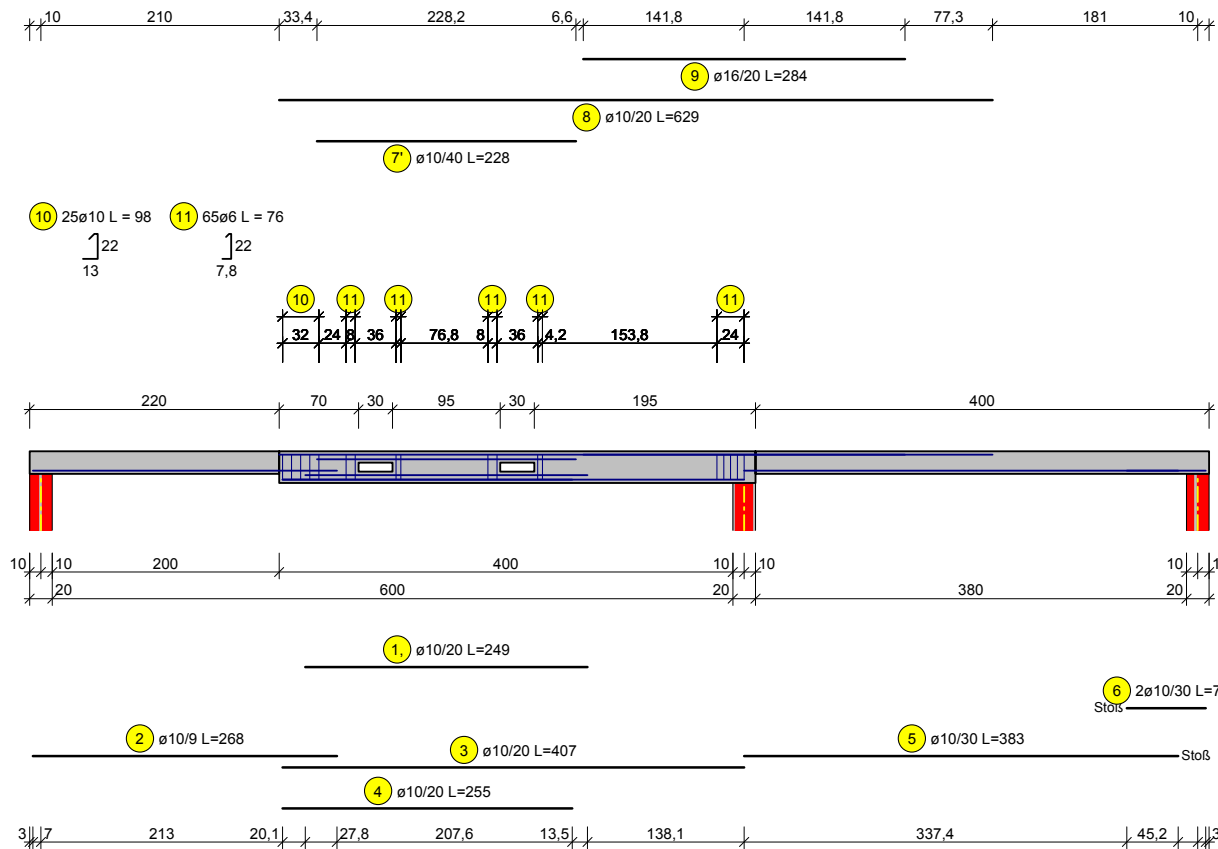 10 210 33,4 228,2 6,6 141,8 141,8 77,3 181 10
9 ø16/20 L=284
8 ø10/20 L=629
7' ø10/40 L=228
10 25ø10 L = 98 11 65ø6 L = 76
22 22
13 7,8
10 11 11 11 11 11
32 24 8 36 76,8 8 36 4,2 153,8 24
220 70 30 95 30 195 400
10 10 200 400 10 10 10 1
20 600 20 380 20
1, ø10/20 L=249
6 2ø10/30 L=7
Stoß
2 ø10/9 L=268
3 ø10/20 L=407
5 ø10/30 L=383
Stoß
4 ø10/20 L=255
3 7 213 20,1 27,8 207,6 13,5 138,1 337,4 45,2 3